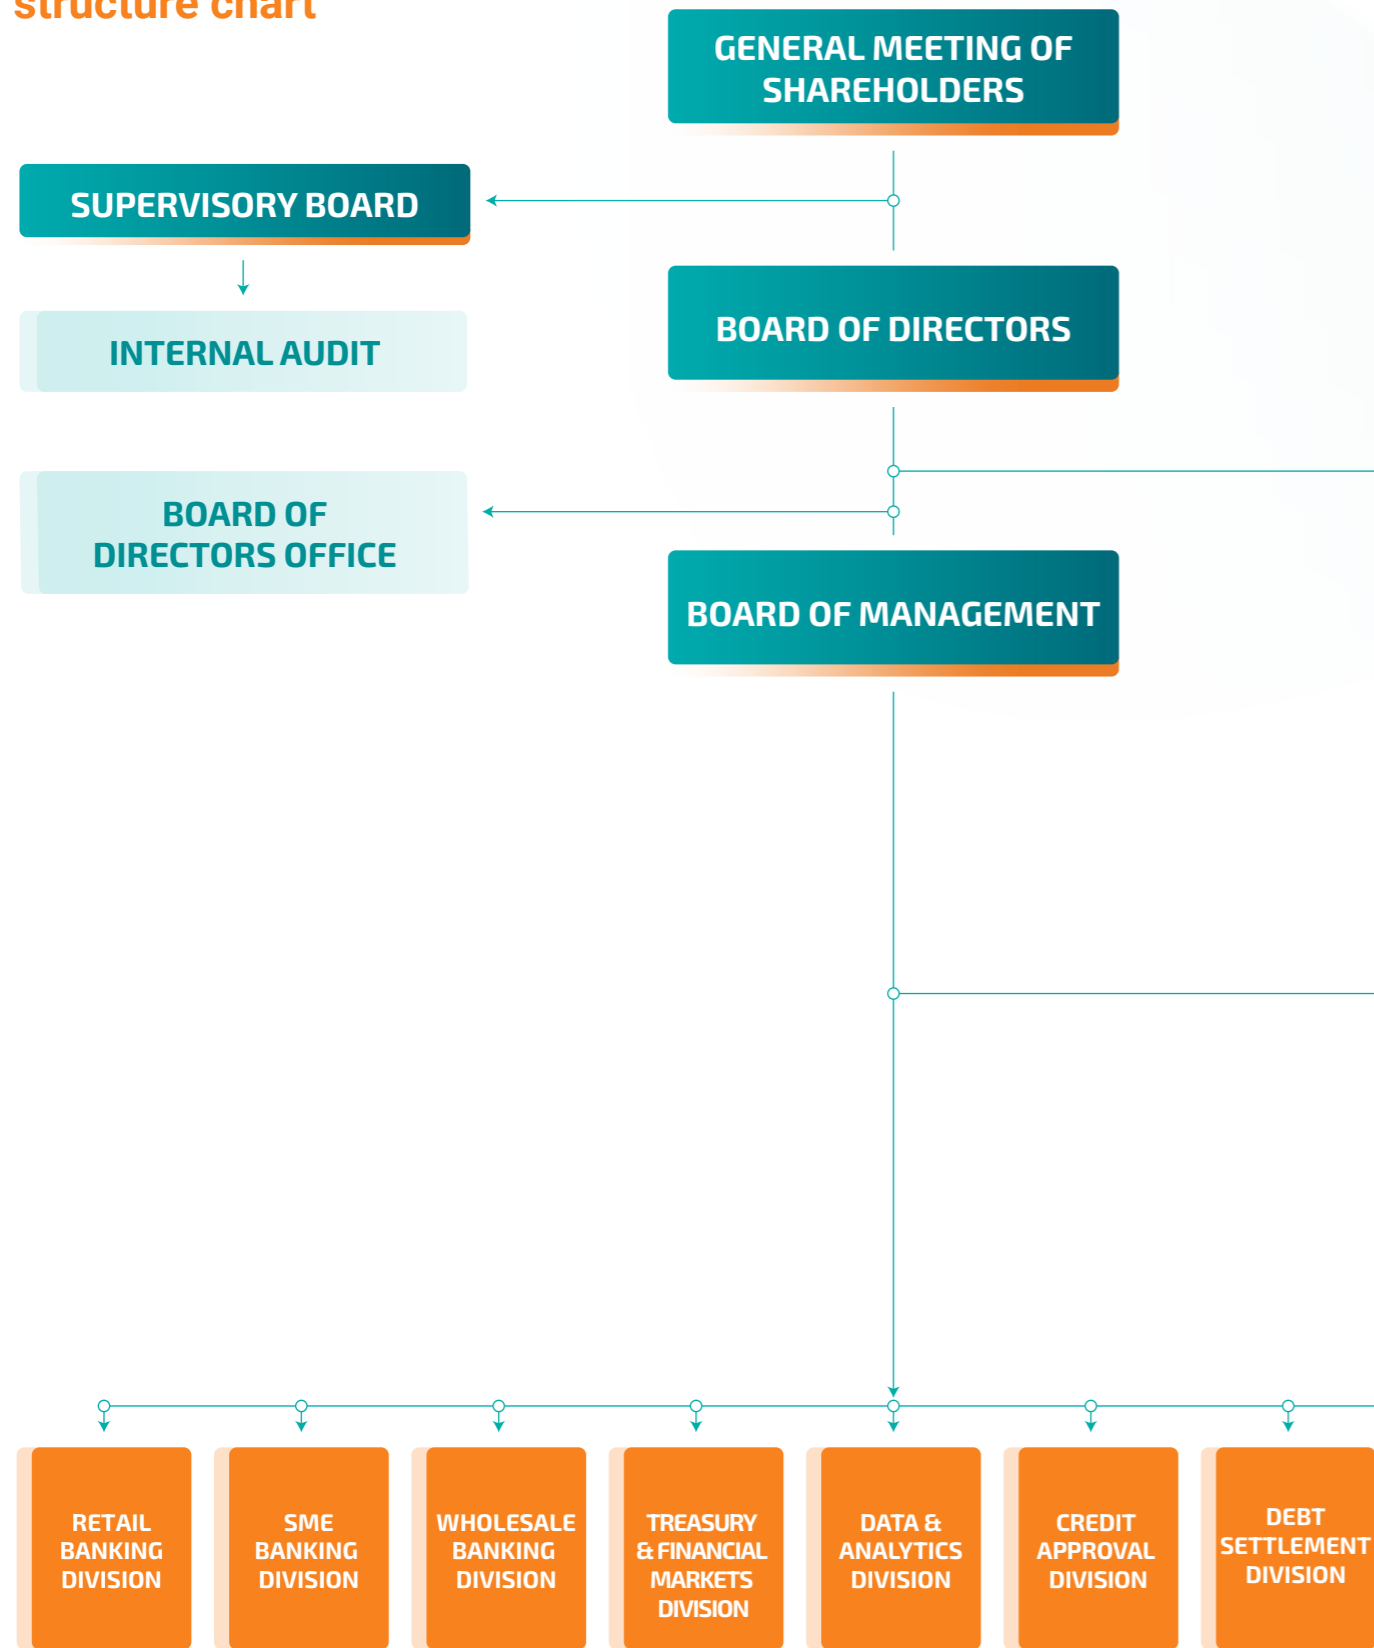 structure chart
GENERAL MEETING OF
SHAREHOLDERS
SUPERVISORY BOARD
INTERNAL AUDIT
BOARD OF DIRECTORS
BOARD OF
DIRECTORS OFFICE
BOARD OF MANAGEMENT
RETAIL
BANKING
DIVISION
SME
BANKING
DIVISION
WHOLESALE
BANKING
DIVISION
TREASURY
& FINANCIAL
MARKETS
DIVISION
DATA &
ANALYTICS
DIVISION
CREDIT
APPROVAL
DIVISION
DEBT
SETTLEMENT
DIVISION